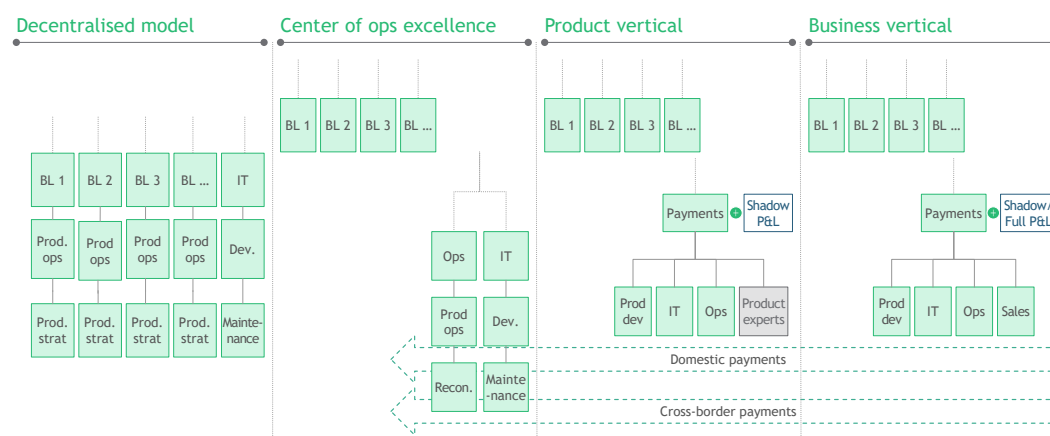 Decentralised model
BL 1
BL 2
BL 3
BL ...
IT
Prod.
ops
Prod
ops
Prod
ops
Prod
ops
Dev.
Prod.
strat
Prod.
strat
Prod.
strat
Prod.
strat
Mainte-
nance
Center of ops excellence
BL 1
BL 2
BL 3
BL ...
Ops
IT
Prod
ops
Dev.
Recon.
Mainte
-nance
Product vertical
BL 1
BL 2
BL 3
BL ...
Payments
+
Shadow
P&L
Prod
dev
IT
Ops
Product
experts
Business vertical
BL 1
BL 2
BL 3
BL ...
Payments
+
Shadow/
Full P&L
Prod
dev
IT
Ops
Sales
Domestic payments
Cross-border payments